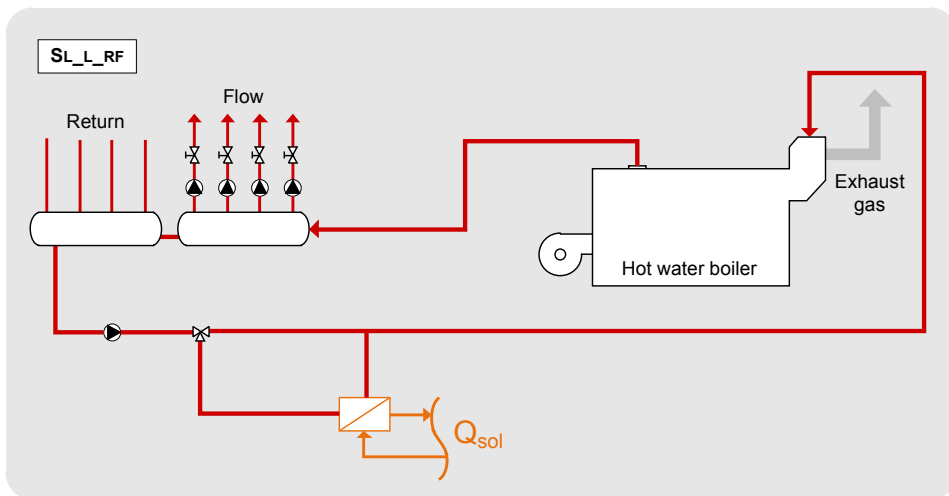 SL_L_RF
Flow
Return
Exhaust
gas
Hot water boiler
Qsol